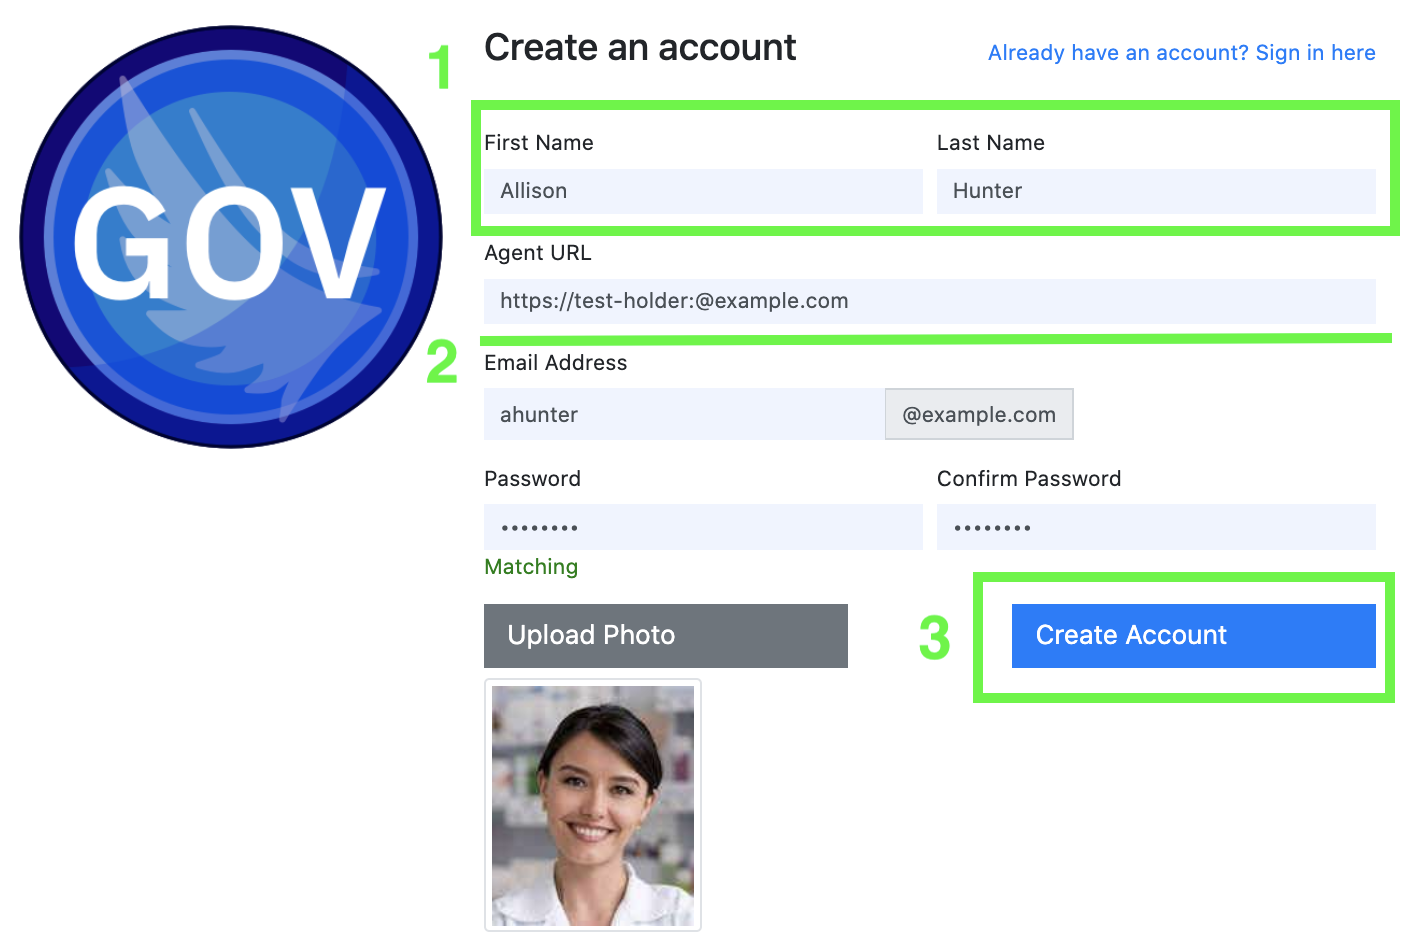 GOV
1
Create an account
Already have an account? Sign in here
First Name
Last Name
Allison
Hunter
Agent URL
https://test-holder:@example.com
2
Email Address
ahunter
@example.com
Password
Confirm Password
••••••••
••••••••
Matching
Upload Photo
3
Create Account